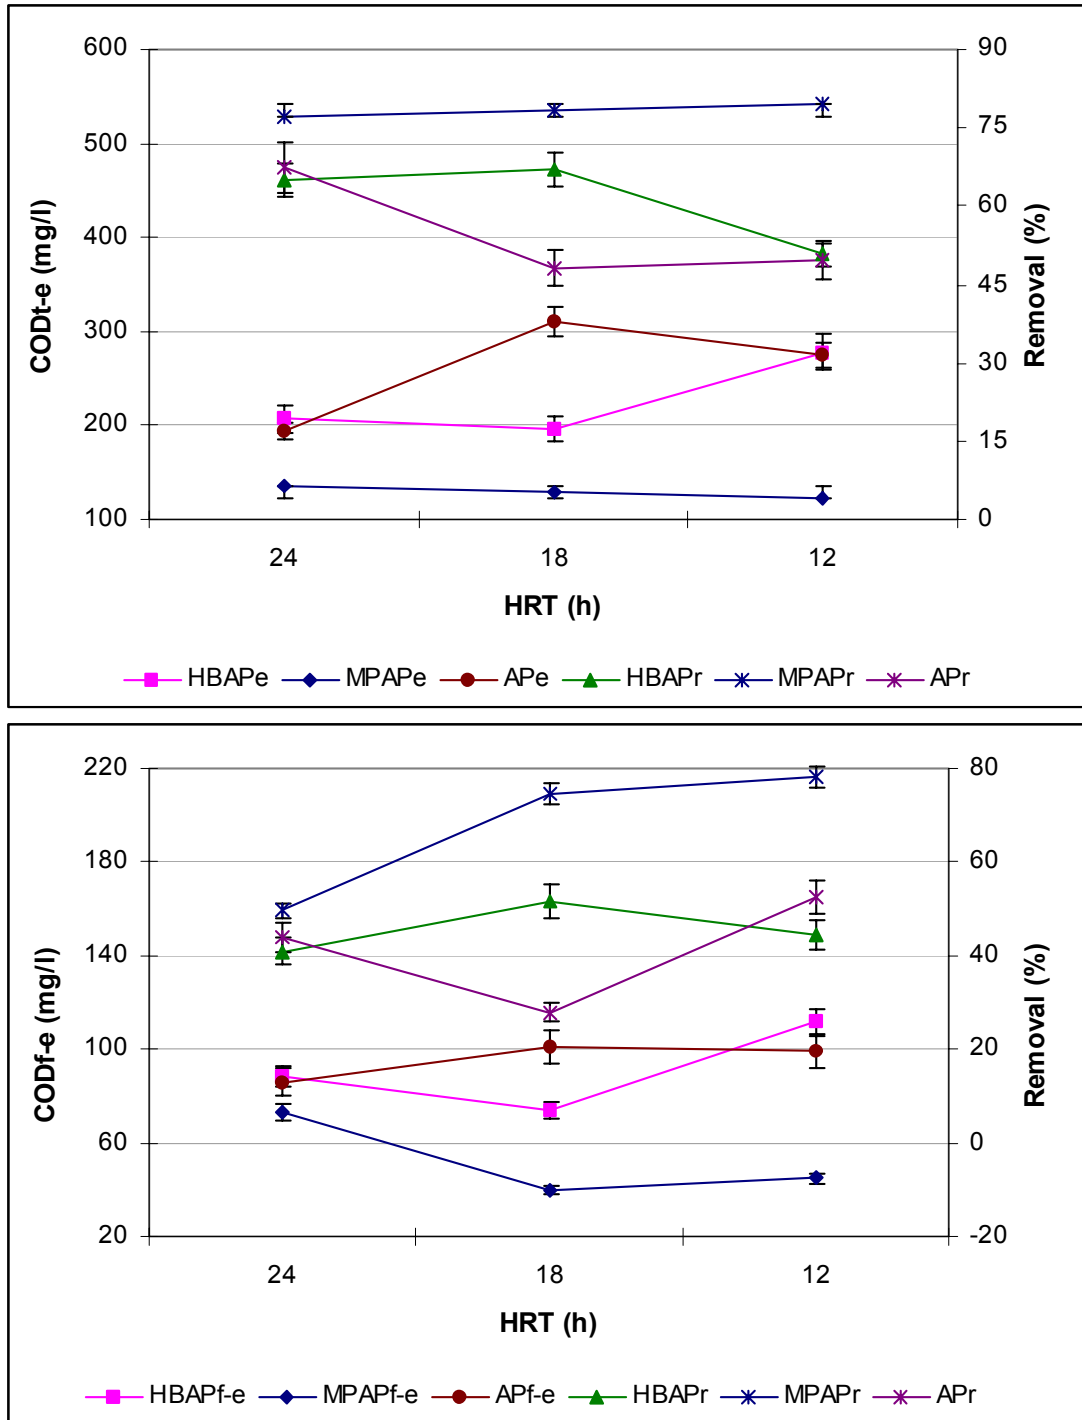 600 90
500 75
400 60
300 45
200 30
100 15
0
CODt-e (mg/l)
Removal (%)
24 18 12
HRT (h)
HBAPe MPAPe APe HBAPr MPAPr APr
220 80
180 60
140 40
100 20
60 0
20 -20
CODf-e (mg/l)
Removal (%)
24 18 12
HRT (h)
HBAPf-e MPAPf-e APf-e HBAPr MPAPr APr